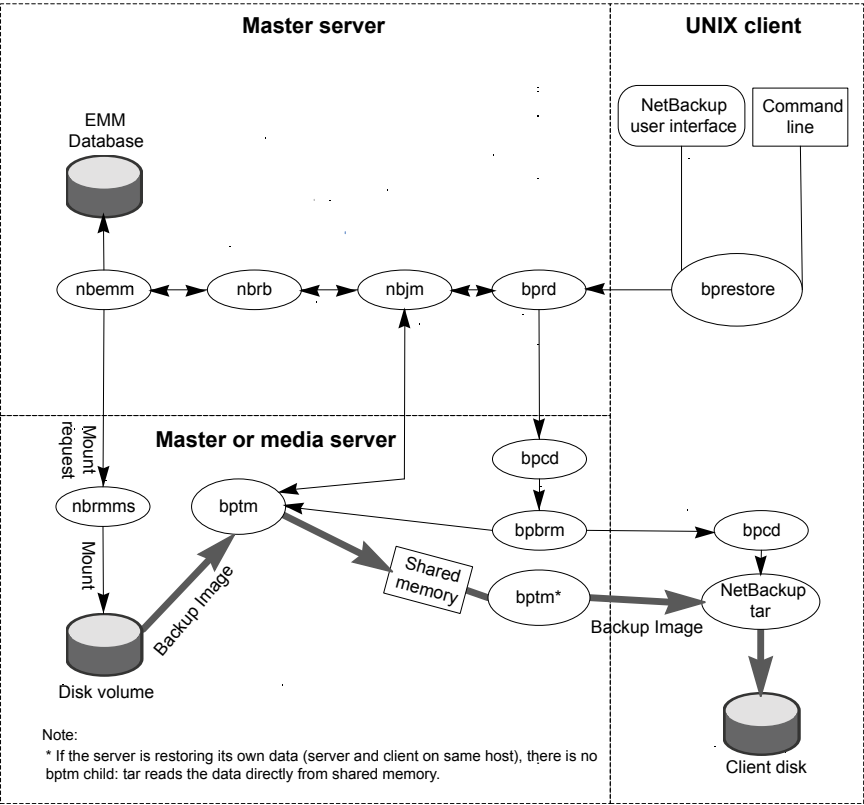 Master server
UNIX client
EMM
Database
NetBackup
user interface
Command
line
nbemm
nbrb
nbjm
bprd
bprestore
Mount
request
Master or media server
bpcd
nbrmms
bptm
bpbrm
bpcd
Mount
Shared
memory
bptm*
NetBackup
tar
Backup Image
Backup Image
Disk volume
Client disk
Note:
* If the server is restoring its own data (server and client on same host), there is no
bptm child: tar reads the data directly from shared memory.